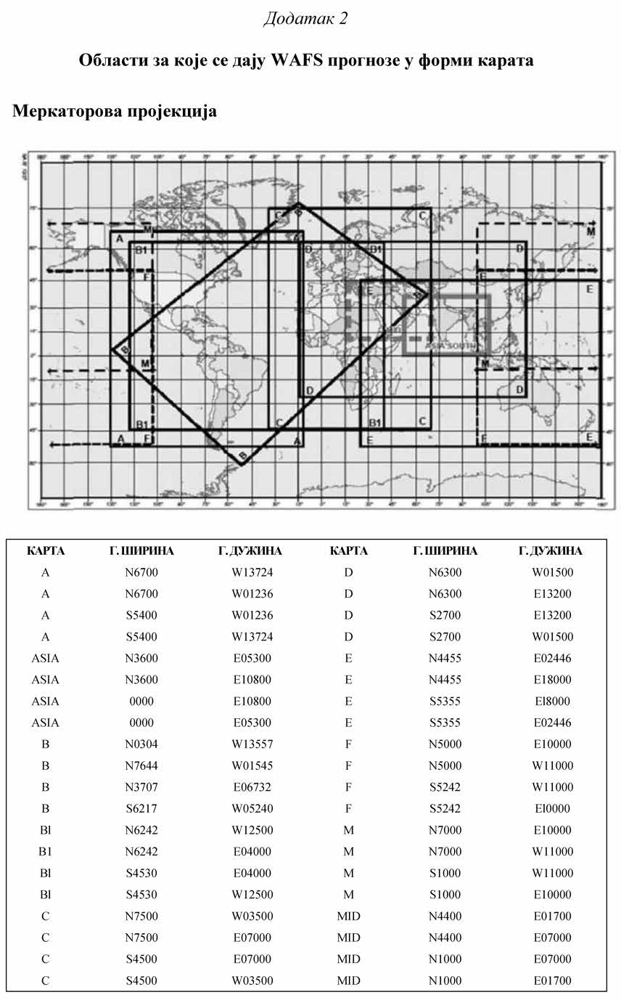 Додатак 2
Области за које се дају WAFS прогнозе у форми карата
Меркаторова пројекција
A
B1
M
F
C
B
D
E
ASIA SOUTH
КАРТА Г. ШИРИНА Г. ДУЖИНА КАРТА Г. ШИРИНА Г. ДУЖИНА
A N6700 W13724 D N6300 W01500
A N6700 W01236 D N6300 E13200
A S5400 W01236 D S2700 E13200
A S5400 W13724 D S2700 W01500
ASIA N3600 E05300 E N4455 E02446
ASIA N3600 E10800 E N4455 E18000
ASIA 0000 E10800 E S5355 El8000
ASIA 0000 E05300 E S5355 E02446
B N0304 W13557 F N5000 E10000
B N7644 W01545 F N5000 W11000
B N3707 E06732 F S5242 W11000
B S6217 W05240 F S5242 El0000
Bl N6242 W12500 M N7000 E10000
B1 N6242 E04000 M N7000 W11000
Bl S4530 E04000 M S1000 W11000
Bl S4530 W12500 M S1000 E10000
C N7500 W03500 MID N4400 E01700
C N7500 E07000 MID N4400 E07000
C S4500 E07000 MID N1000 E07000
C S4500 W03500 MID N1000 E01700